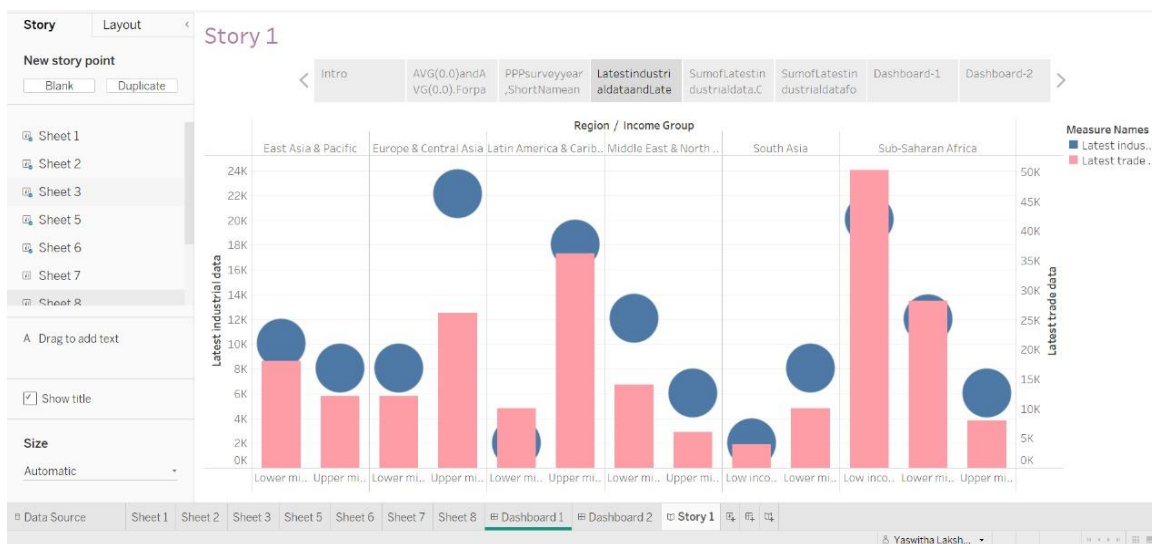 Story
Layout
Story 1
New story point
Blank
Duplicate
Intro
AVG(0.0)andA
VG(0.0).Forpa
PPPsurveyyear
,ShortNamean
Latestindustri
aldataandLate
SumofLatestin
dustrialdata.C
SumofLatestin
dustrialdatafo
Dashboard-1
Dashboard-2
Sheet 1
Sheet 2
Sheet 3
Sheet 5
Sheet 6
Sheet 7
Sheet 8
A Drag to add text
Show title
Size
Automatic
Region / Income Group
East Asia & Pacific
Europe & Central Asia
Latin America & Carib..
Middle East & North ..
South Asia
Sub-Saharan Africa
Latest industrial data
24K
22K
20K
18K
16K
14K
12K
10K
8K
6K
4K
2K
0K
50K
45K
40K
35K
30K
25K
20K
15K
10K
5K
0K
Latest trade data
Lower mi..
Upper mi..
Lower mi..
Upper mi..
Lower mi..
Upper mi..
Lower mi..
Upper mi..
Low inco..
Lower mi..
Low inco..
Lower mi..
Upper mi..
Measure Names
Latest indus..
Latest trade ..
Data Source
Sheet 1
Sheet 2
Sheet 3
Sheet 5
Sheet 6
Sheet 7
Sheet 8
Dashboard 1
Dashboard 2
Story 1
Yaswitha Laksh...